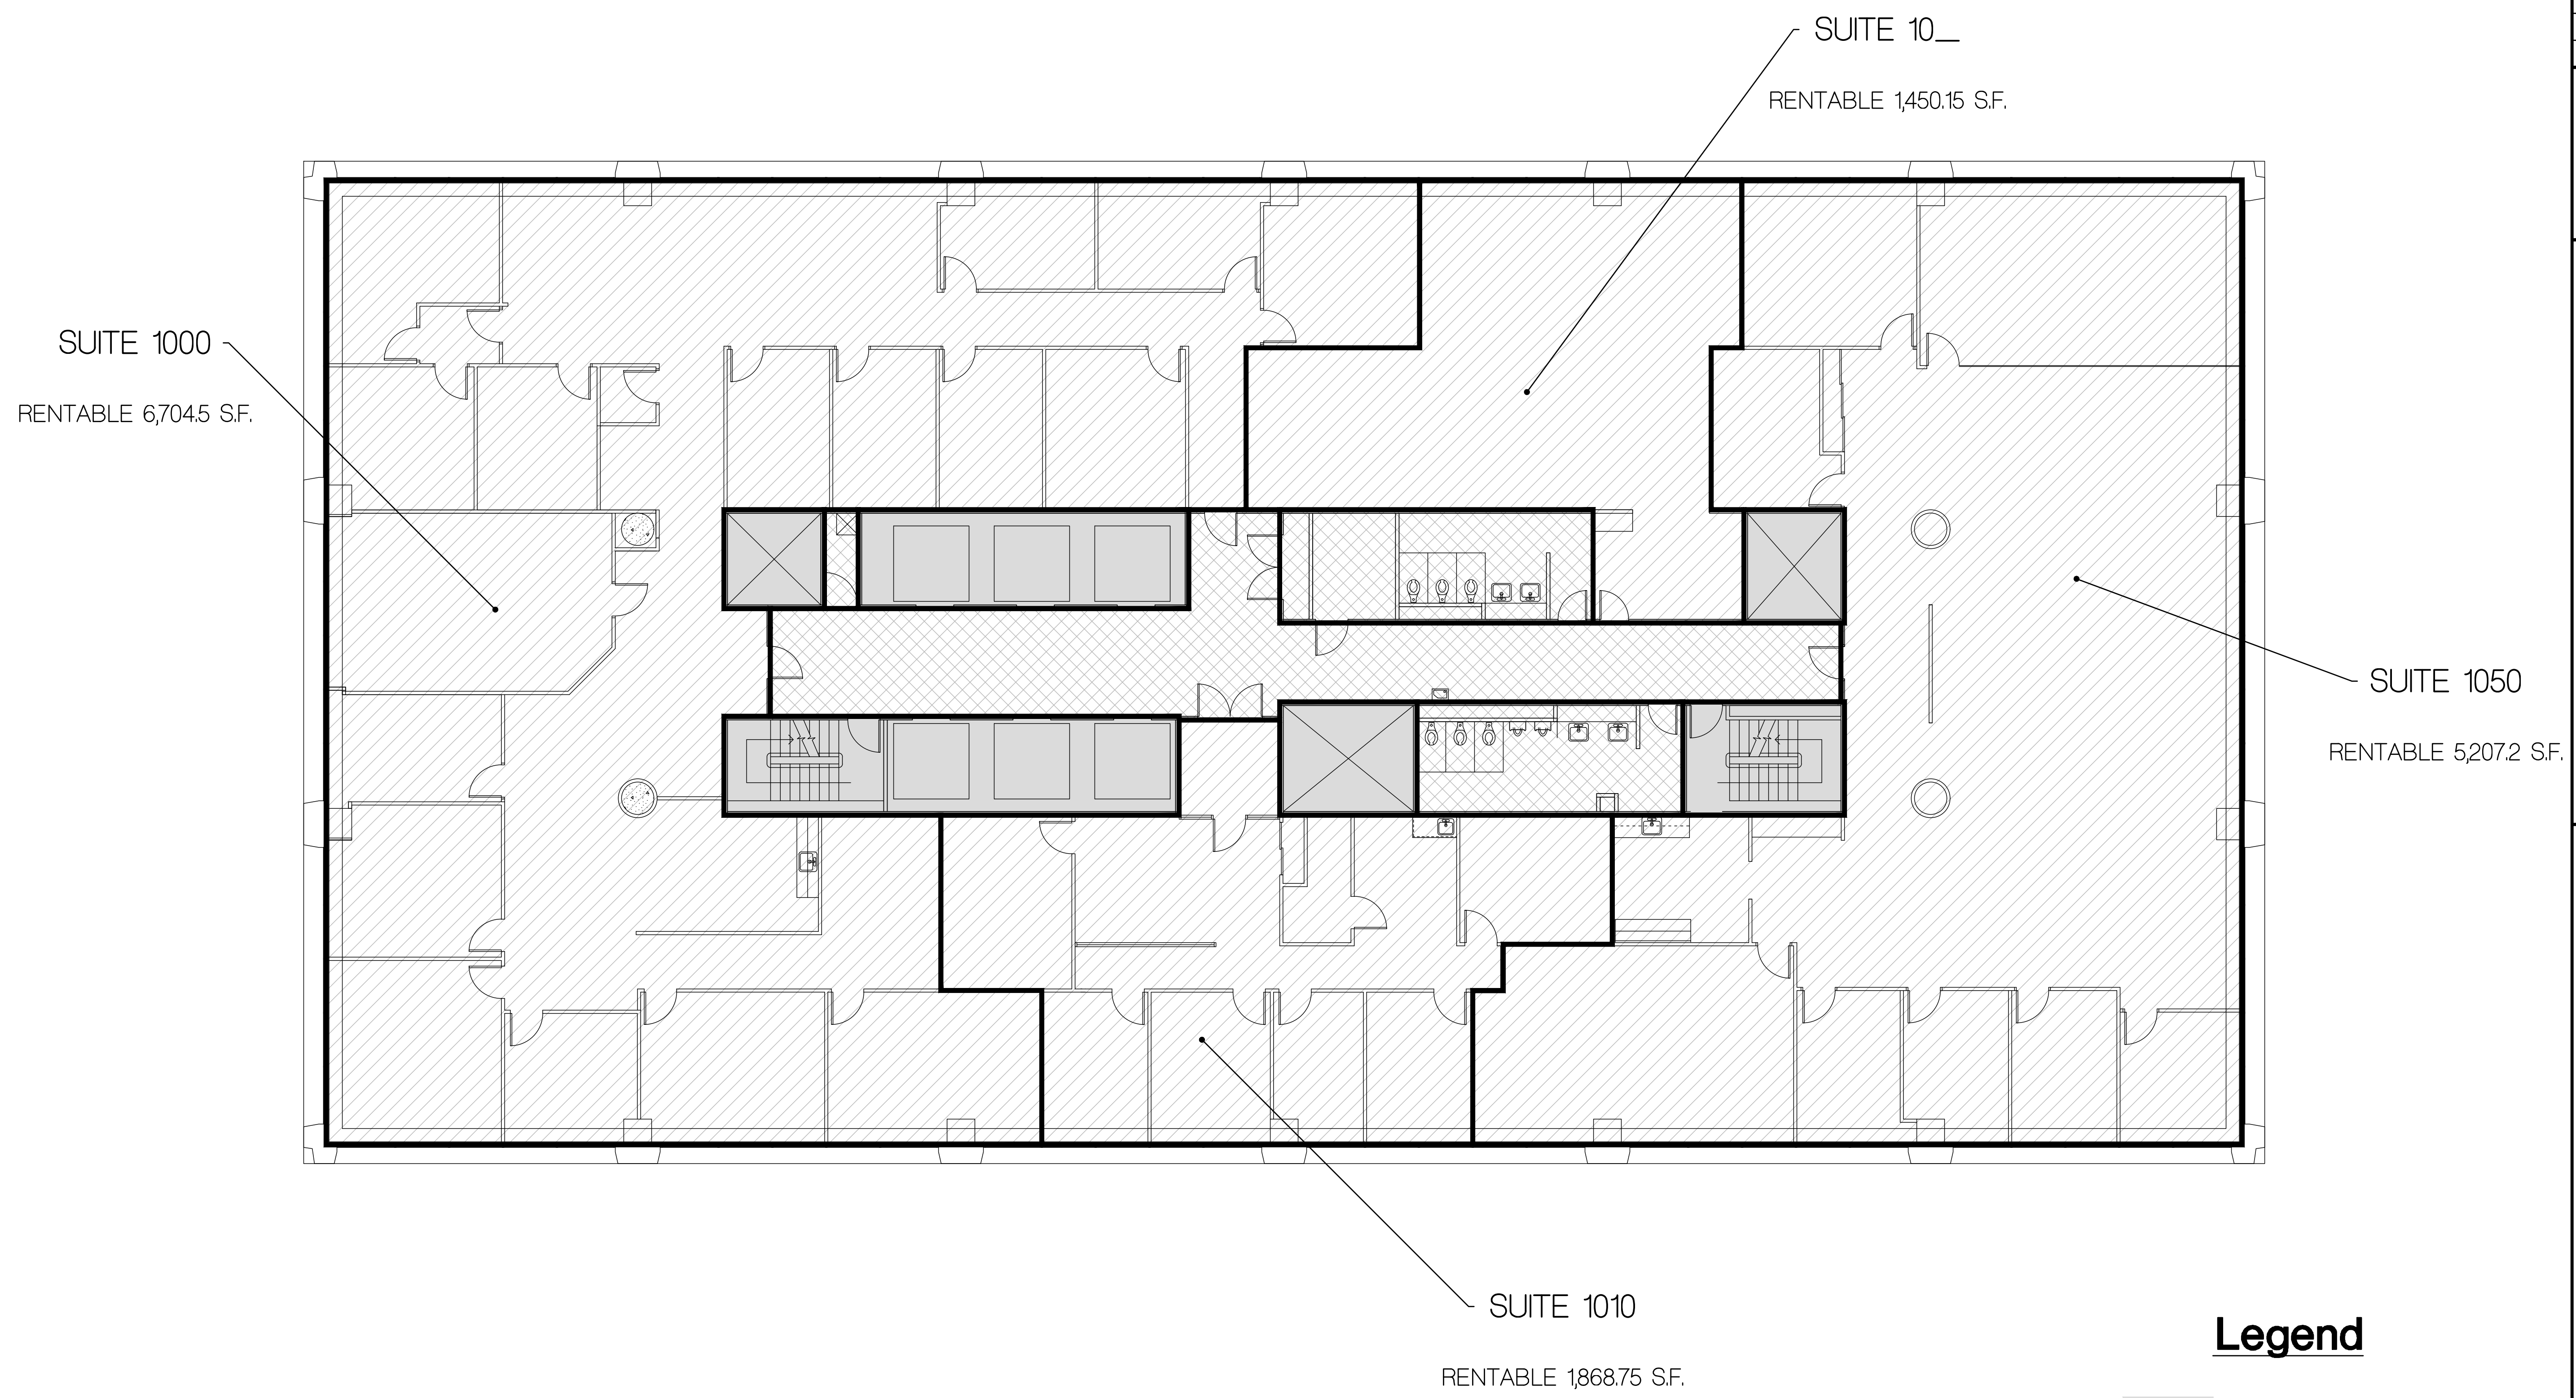 SUITE 10__
RENTABLE 1,450.15 S.F.
SUITE 1000
RENTABLE 6,704.5 S.F.
SUITE 1050
RENTABLE 5,207.2 S.F.
SUITE 1010
RENTABLE 1,868.75 S.F.
Legend